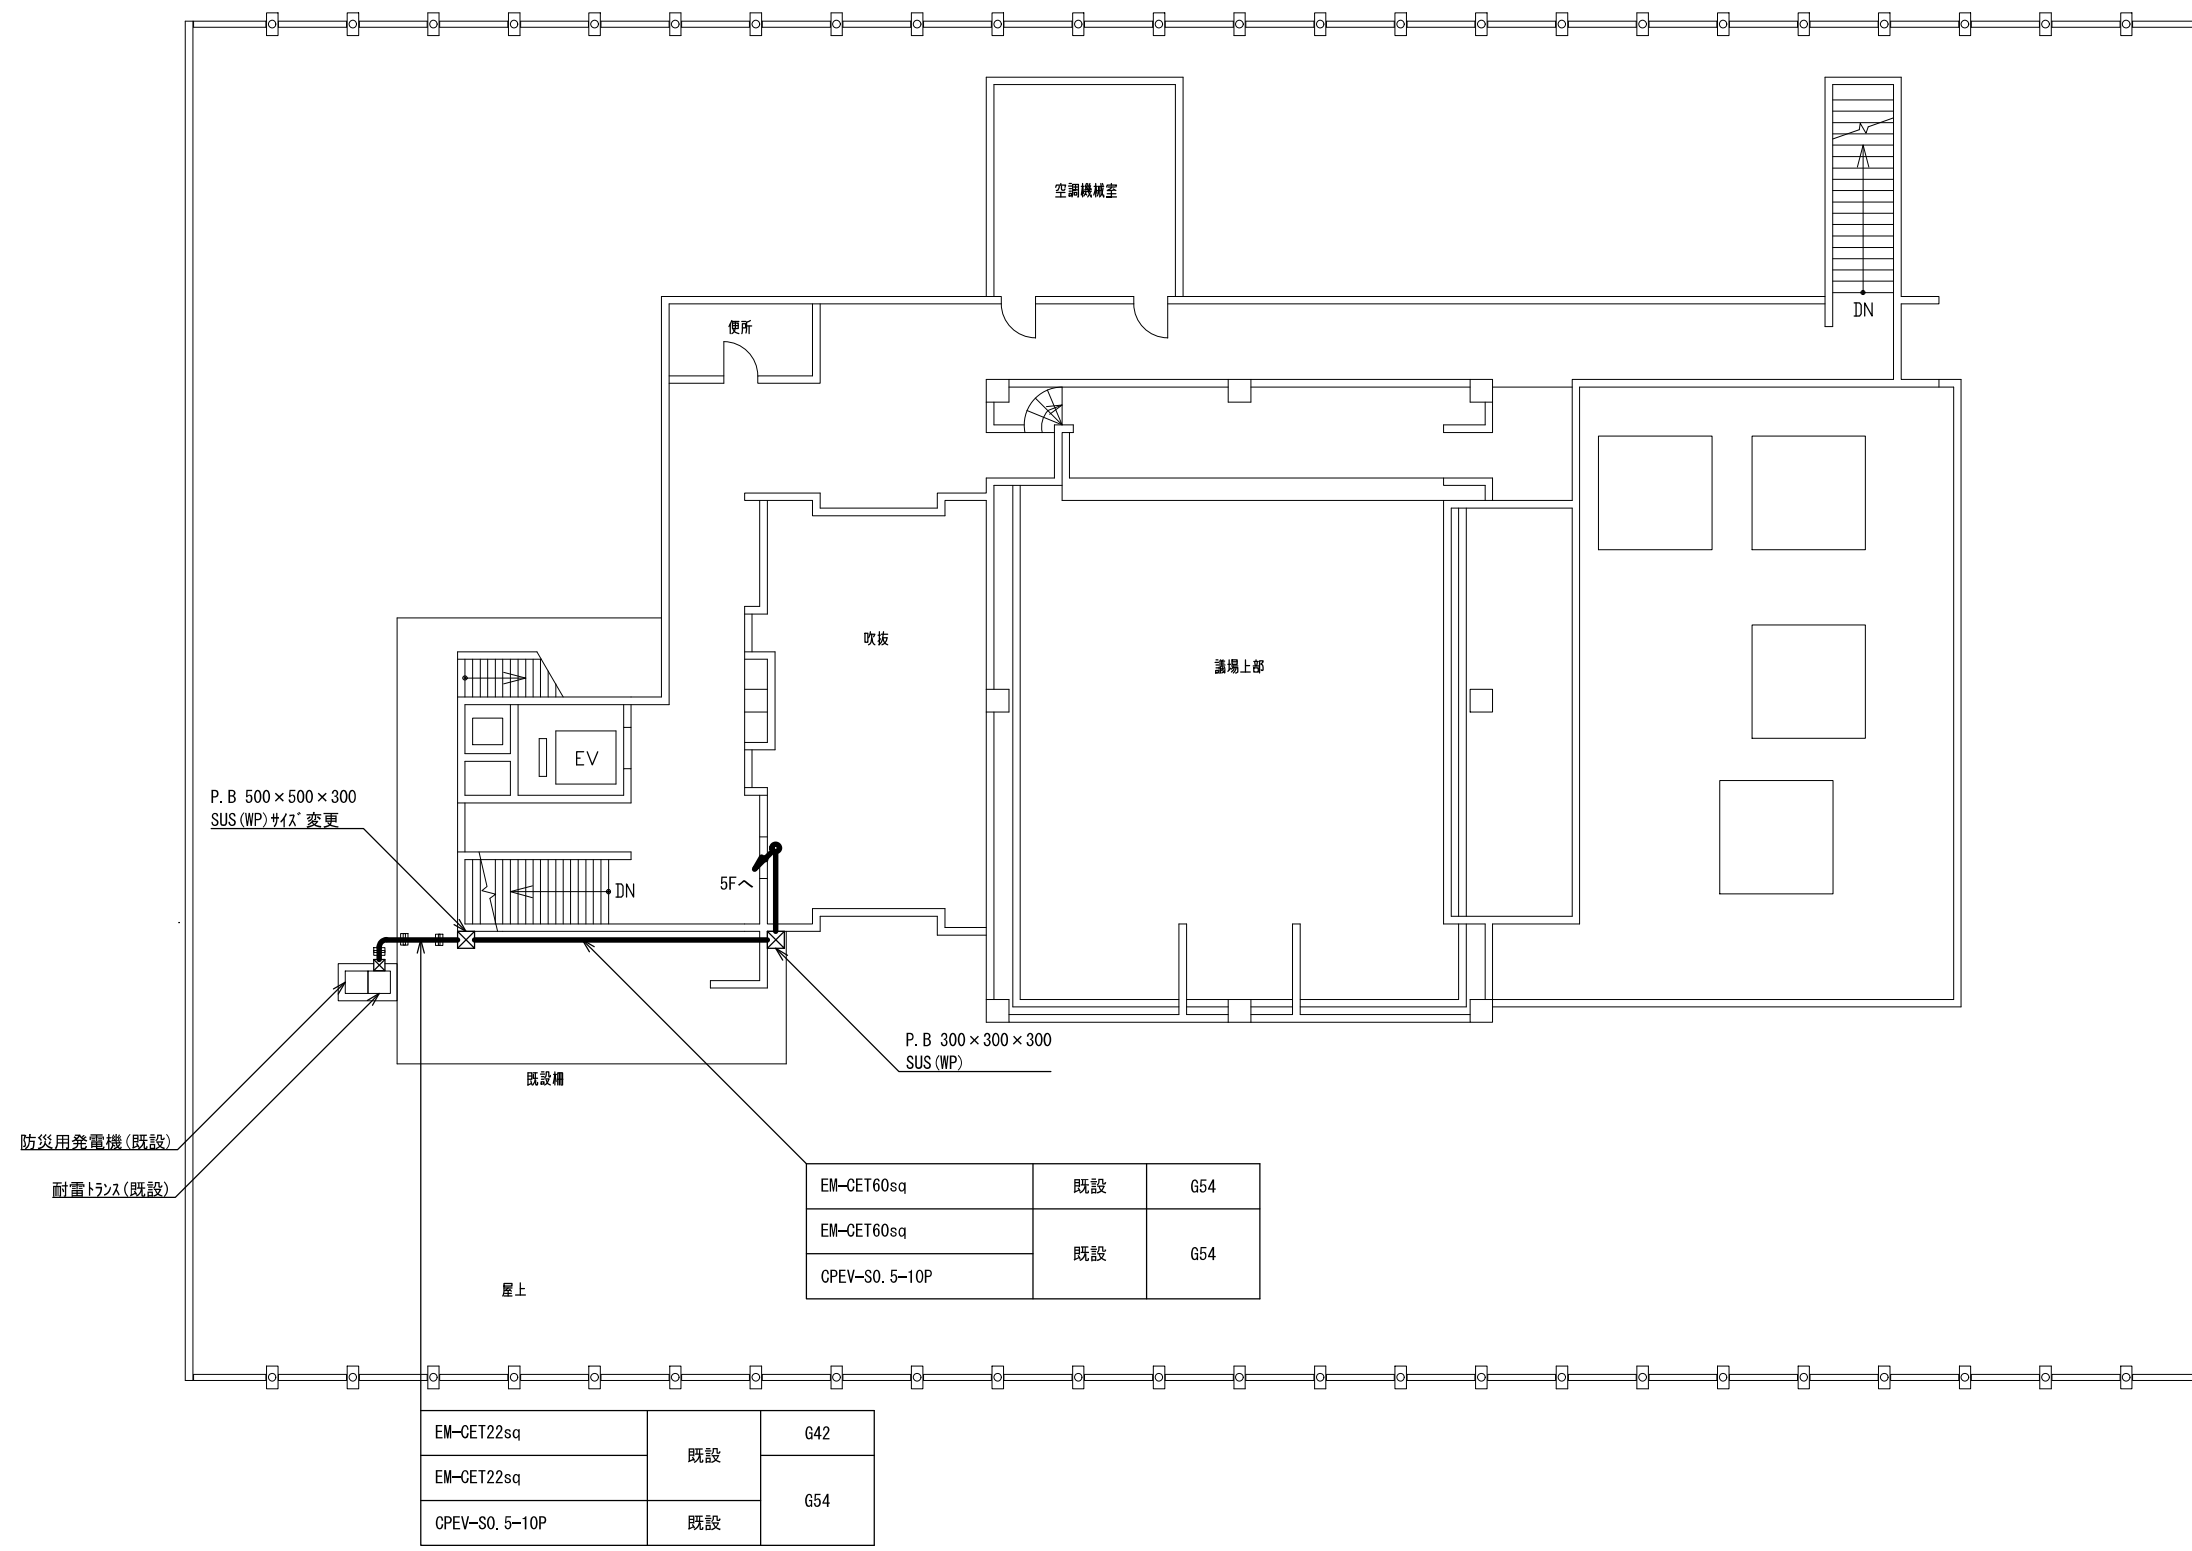 空調機械室
DN
便所
吹抜
議場上部
EV
P.B 500×500×300
SUS(WP)ｻｲｽﾞ変更
5Fへ
DN
P.B 300×300×300
SUS(WP)
既設柵
防災用発電機(既設)
耐雷ﾄﾗﾝｽ(既設)
EM-CET60sq 既設 G54
EM-CET60sq
既設 G54
CPEV-S0.5-10P
屋上
EM-CET22sq G42
既設
EM-CET22sq
G54
CPEV-S0.5-10P 既設